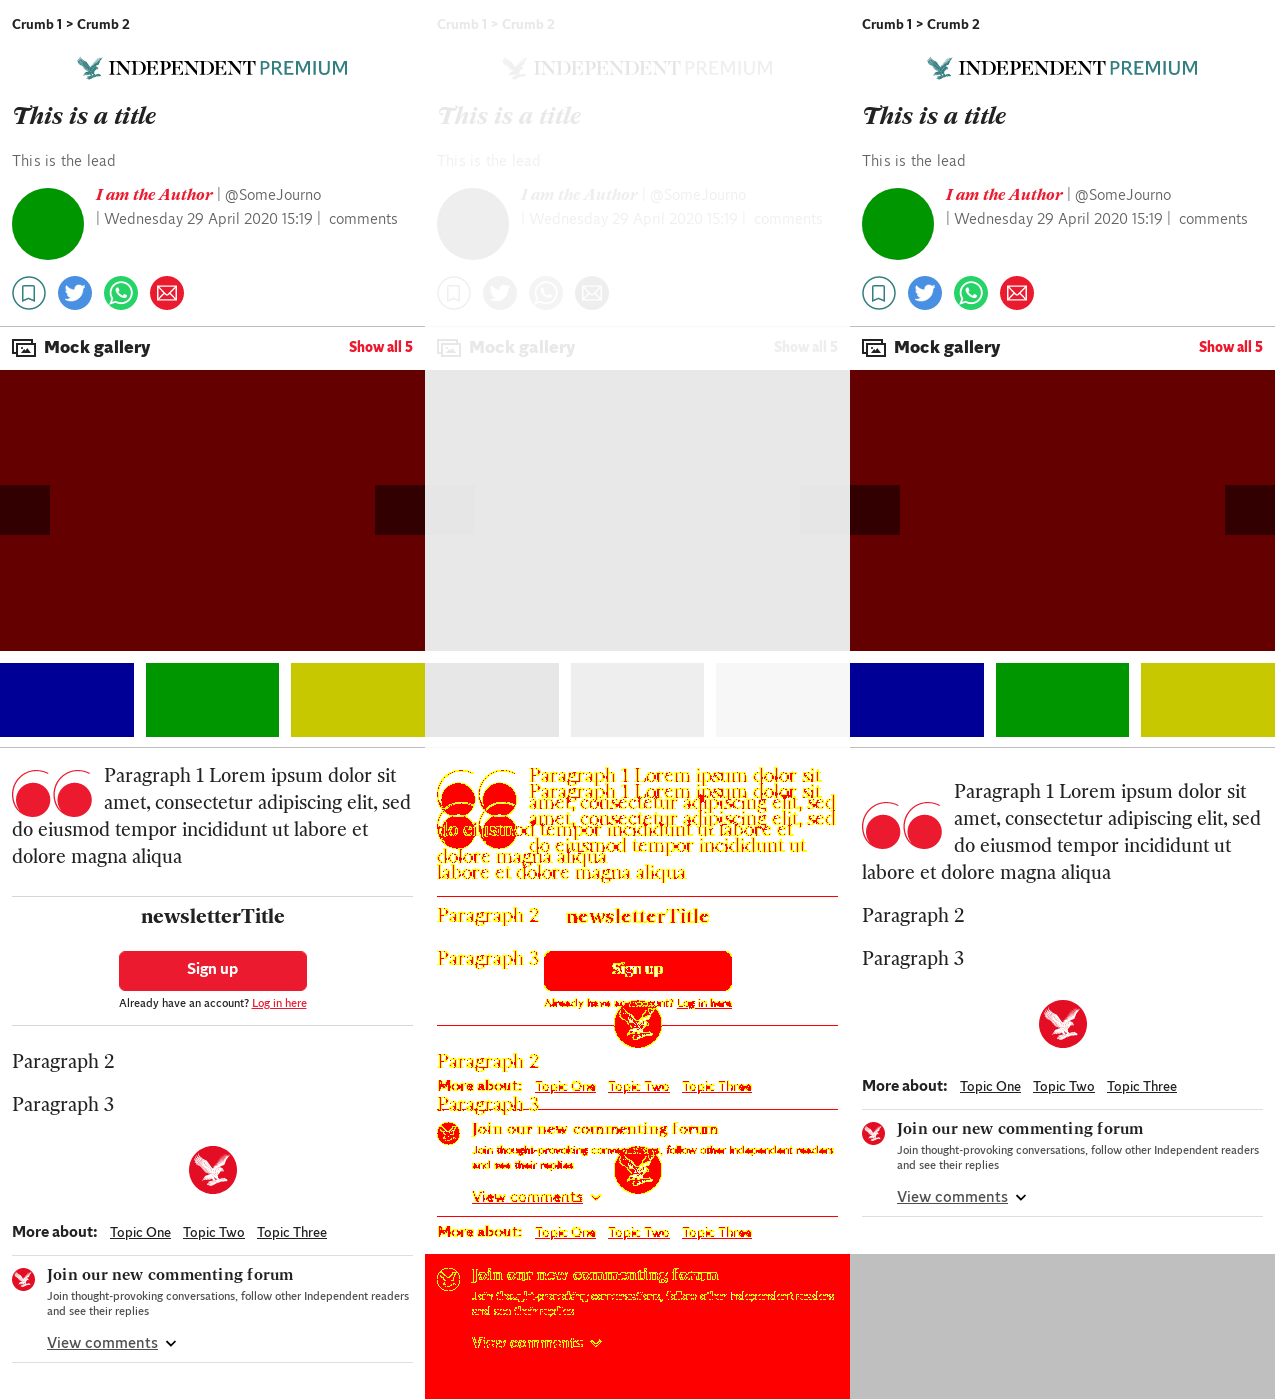 Crumb 1 > Crumb 2
INDEPENDENT PREMIUM
This is a title
This is the lead
I am the Author | @SomeJourno
| Wednesday 29 April 2020 15:19 | comments
Mock gallery
Show all 5
Paragraph 1 Lorem ipsum dolor sit
amet, consectetur adipiscing elit, sed
do eiusmod tempor incididunt ut labore et
dolore magna aliqua
newsletterTitle
Sign up
Already have an account? Log in here
Paragraph 2
Paragraph 3
More about: Topic One Topic Two Topic Three
Join our new commenting forum
Join thought-provoking conversations, follow other Independent readers
and see their replies
View comments
Crumb 1 > Crumb 2
INDEPENDENT PREMIUM
This is a title
This is the lead
I am the Author | @SomeJourno
| Wednesday 29 April 2020 15:19 | comments
Mock gallery
Show all 5
Paragraph 1 Lorem ipsum dolor sit
Paragraph 1 Lorem ipsum dolor sit
amet, consectetur adipiscing elit, sed
amet, consectetur adipiscing elit, sed
do eiusmod tempor incididunt ut labore et
do eiusmod tempor incididunt ut
dolore magna aliqua
labore et dolore magna aliqua
Paragraph 2
newsletterTitle
Paragraph 3
Sign up
Already have an account? Log in here
Paragraph 2
More about: Topic One Topic Two Topic Three
Paragraph 3
Join our new commenting forum
Join thought-provoking conversations, follow other Independent readers
and see their replies
View comments
More about: Topic One Topic Two Topic Three
Join our new commenting forum
Join thought-provoking conversations, follow other Independent readers
and see their replies
View comments
Crumb 1 > Crumb 2
INDEPENDENT PREMIUM
This is a title
This is the lead
I am the Author | @SomeJourno
| Wednesday 29 April 2020 15:19 | comments
Mock gallery
Show all 5
Paragraph 1 Lorem ipsum dolor sit
amet, consectetur adipiscing elit, sed
do eiusmod tempor incididunt ut
labore et dolore magna aliqua
Paragraph 2
Paragraph 3
More about: Topic One Topic Two Topic Three
Join our new commenting forum
Join thought-provoking conversations, follow other Independent readers
and see their replies
View comments